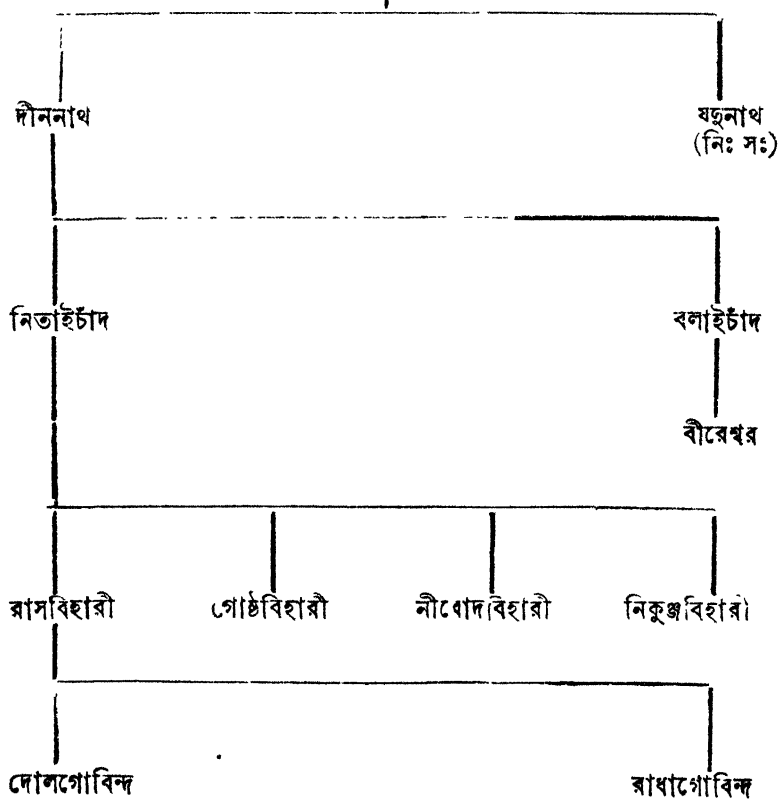 দীননাথ
যদুনাথ
(নিঃ সঃ)
নিতাইচাঁদ
বলাইচাঁদ
বীরেশ্বর
রাসবিহারী গোষ্ঠবিহারী নীরোদবিহারী নিকুঞ্জবিহারী
দোলগোবিন্দ রাধাগোবিন্দ